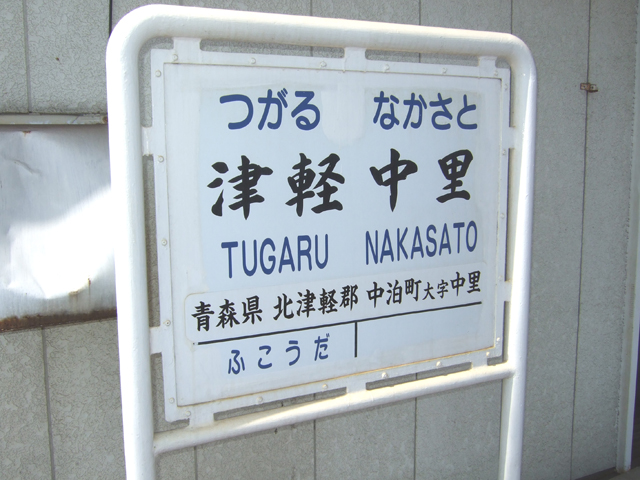 つがる なかさと
津軽中里
TUGARU NAKASATO
青森県 北津軽郡 中泊町大字中里
ふこうだ